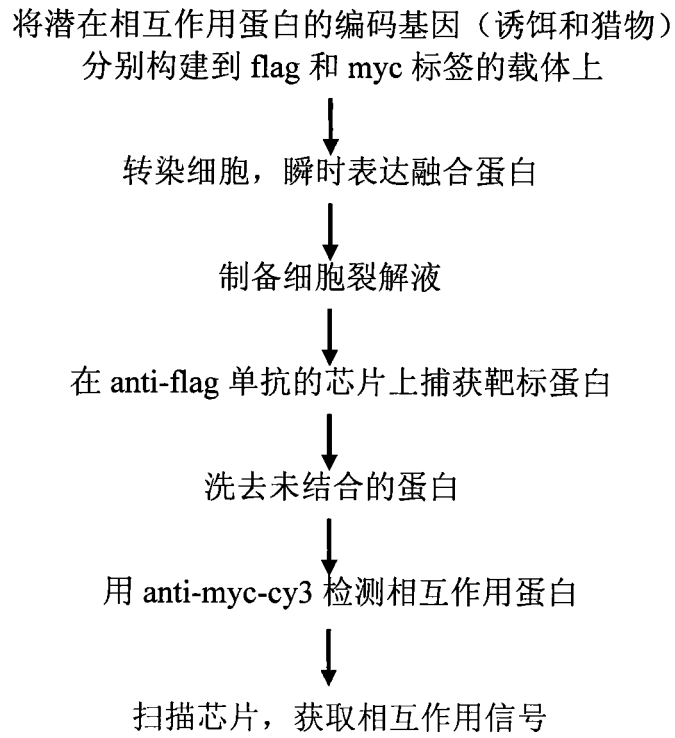 将潜在相互作用蛋白的编码基因（诱饵和猎物）
分别构建到 flag 和 myc 标签的载体上
转染细胞，瞬时表达融合蛋白
制备细胞裂解液
在 anti-flag 单抗的芯片上捕获靶标蛋白
洗去未结合的蛋白
用 anti-myc-cy3 检测相互作用蛋白
扫描芯片，获取相互作用信号